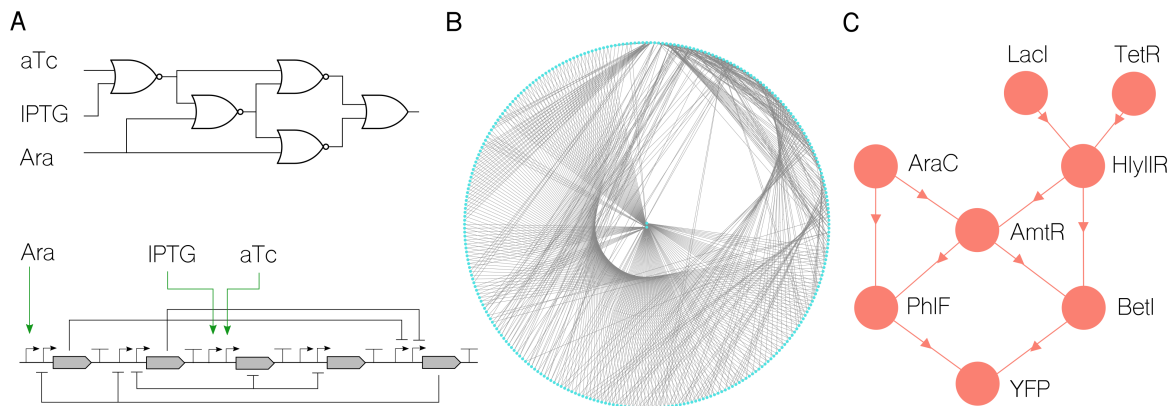 A
aTc
IPTG
Ara
Ara
IPTG
aTc
B
C
LacI
TetR
AraC
HlyIIR
AmtR
PhlF
BetI
YFP